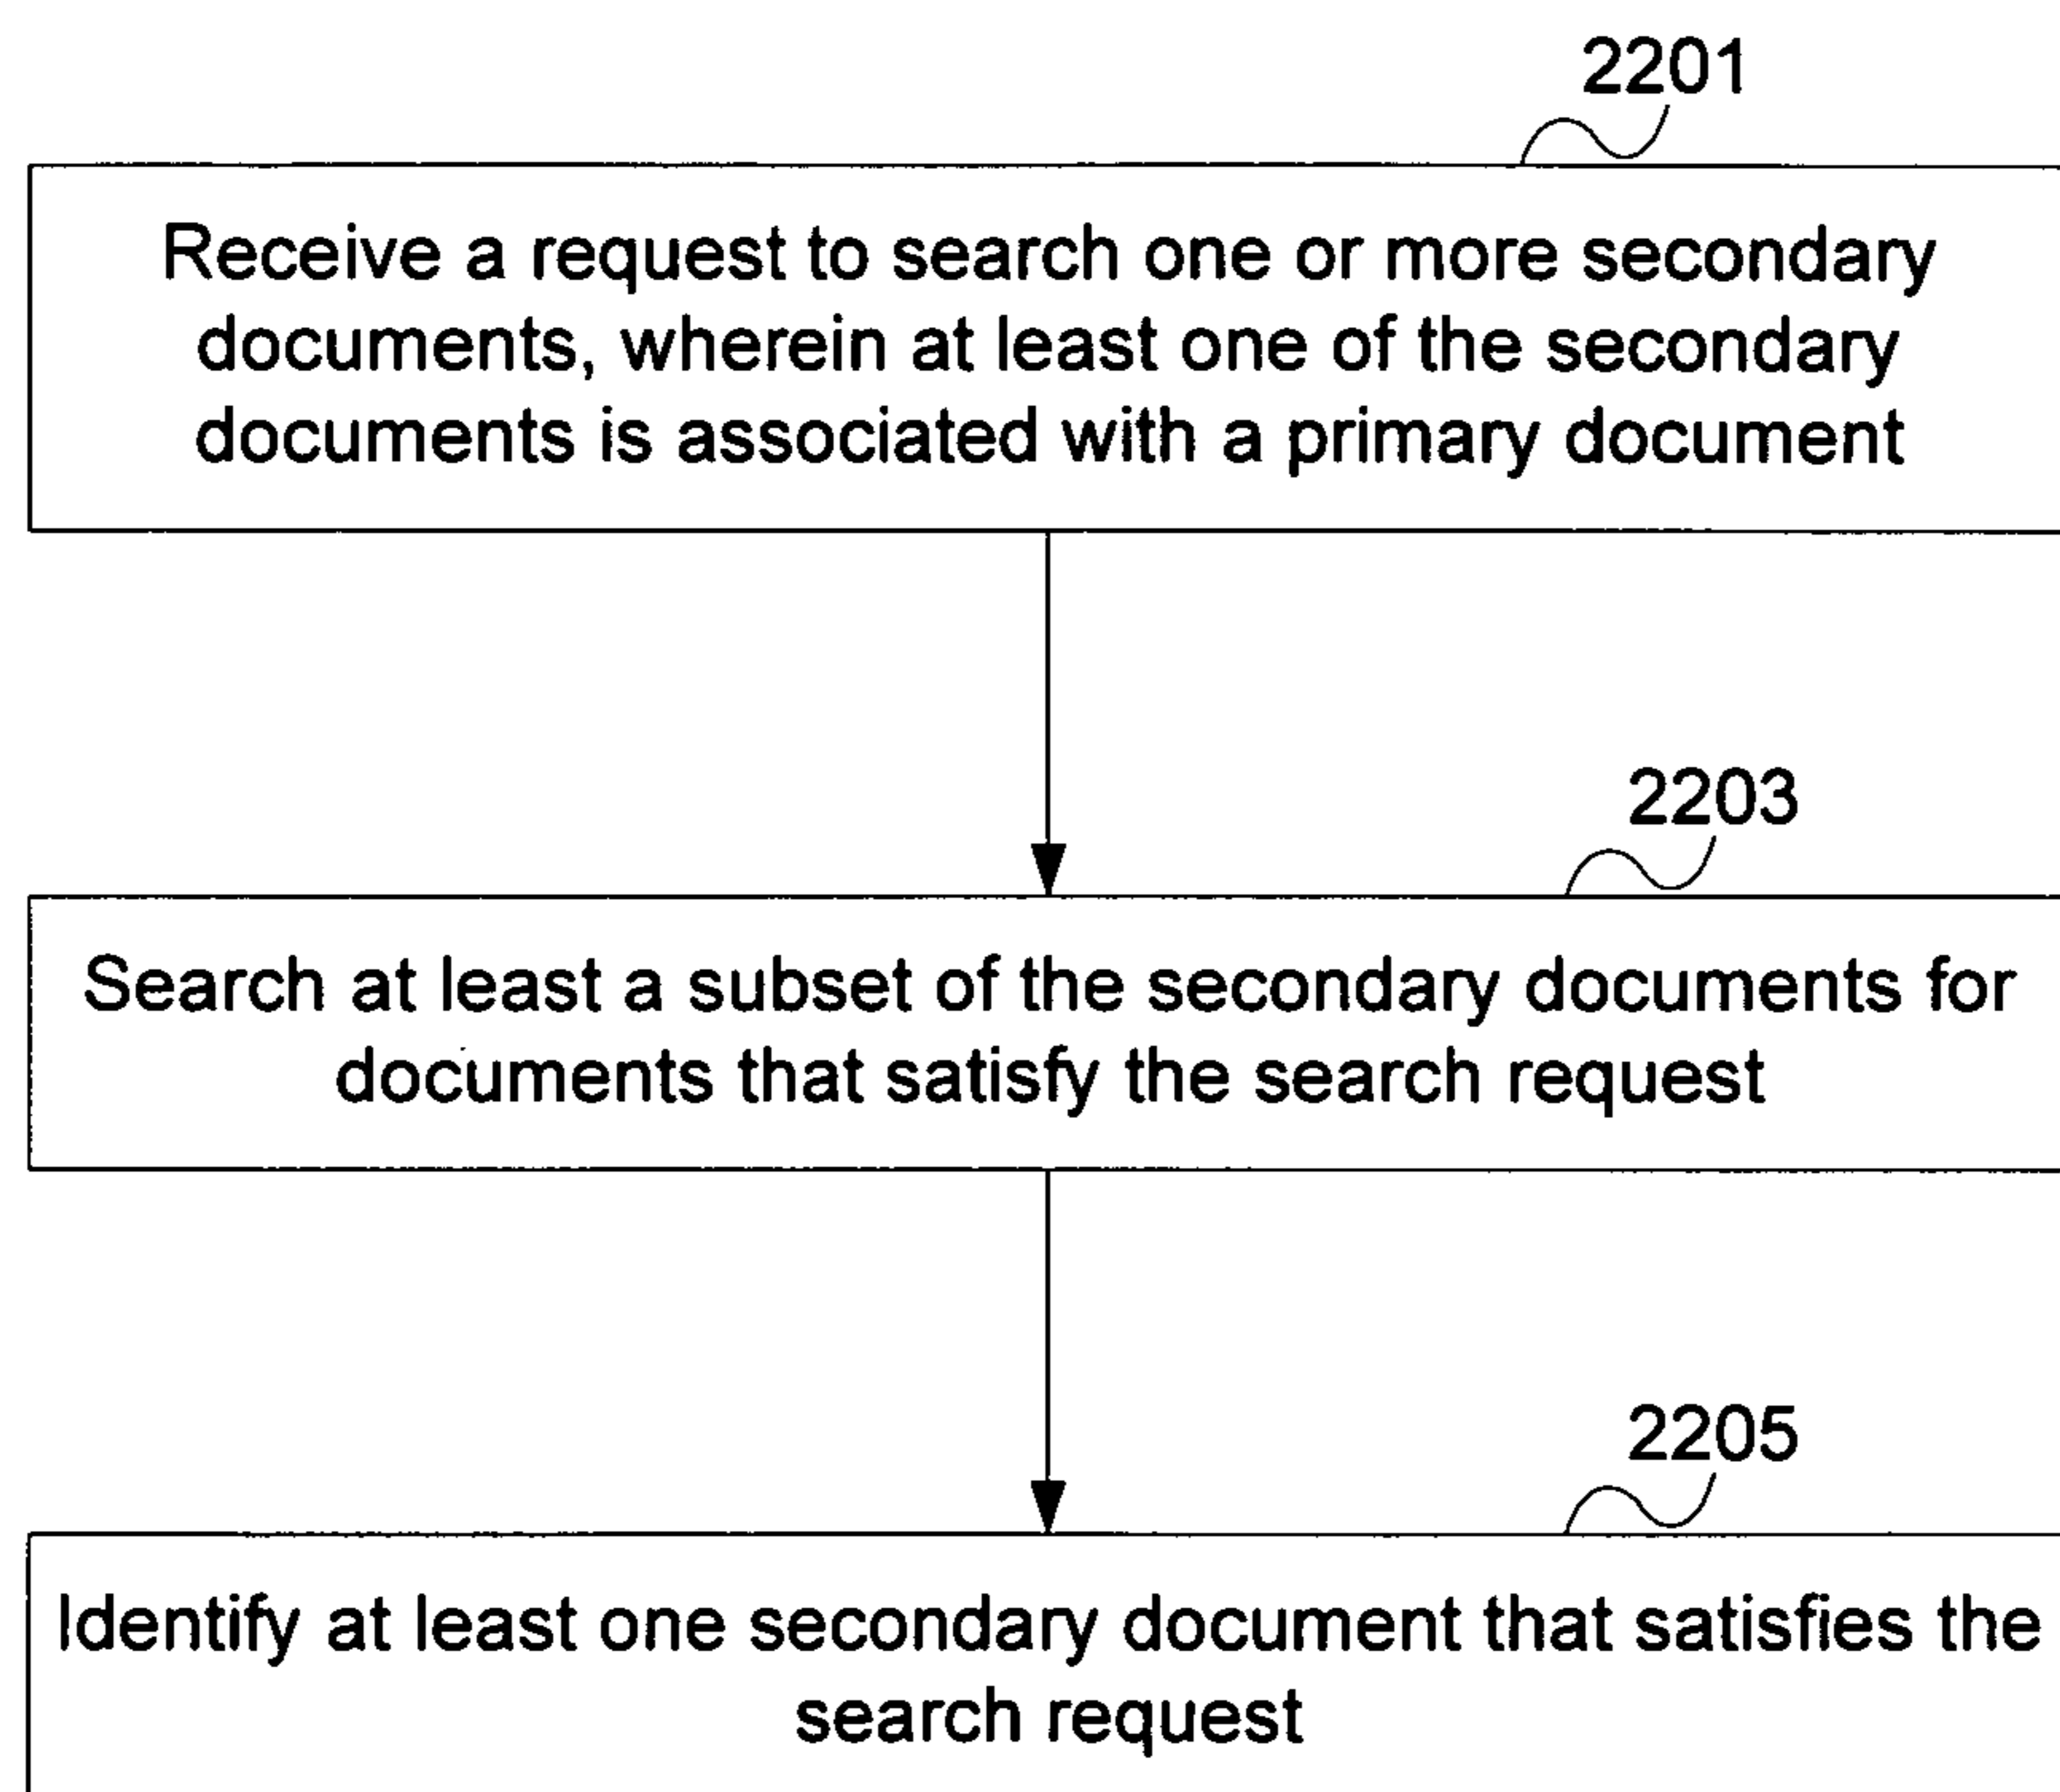 2201
Receive a request to search one or more secondary
documents, wherein at least one of the secondary
documents is associated with a primary document
2203
Search at least a subset of the secondary documents for
documents that satisfy the search request
2205
Identify at least one secondary document that satisfies the
search request